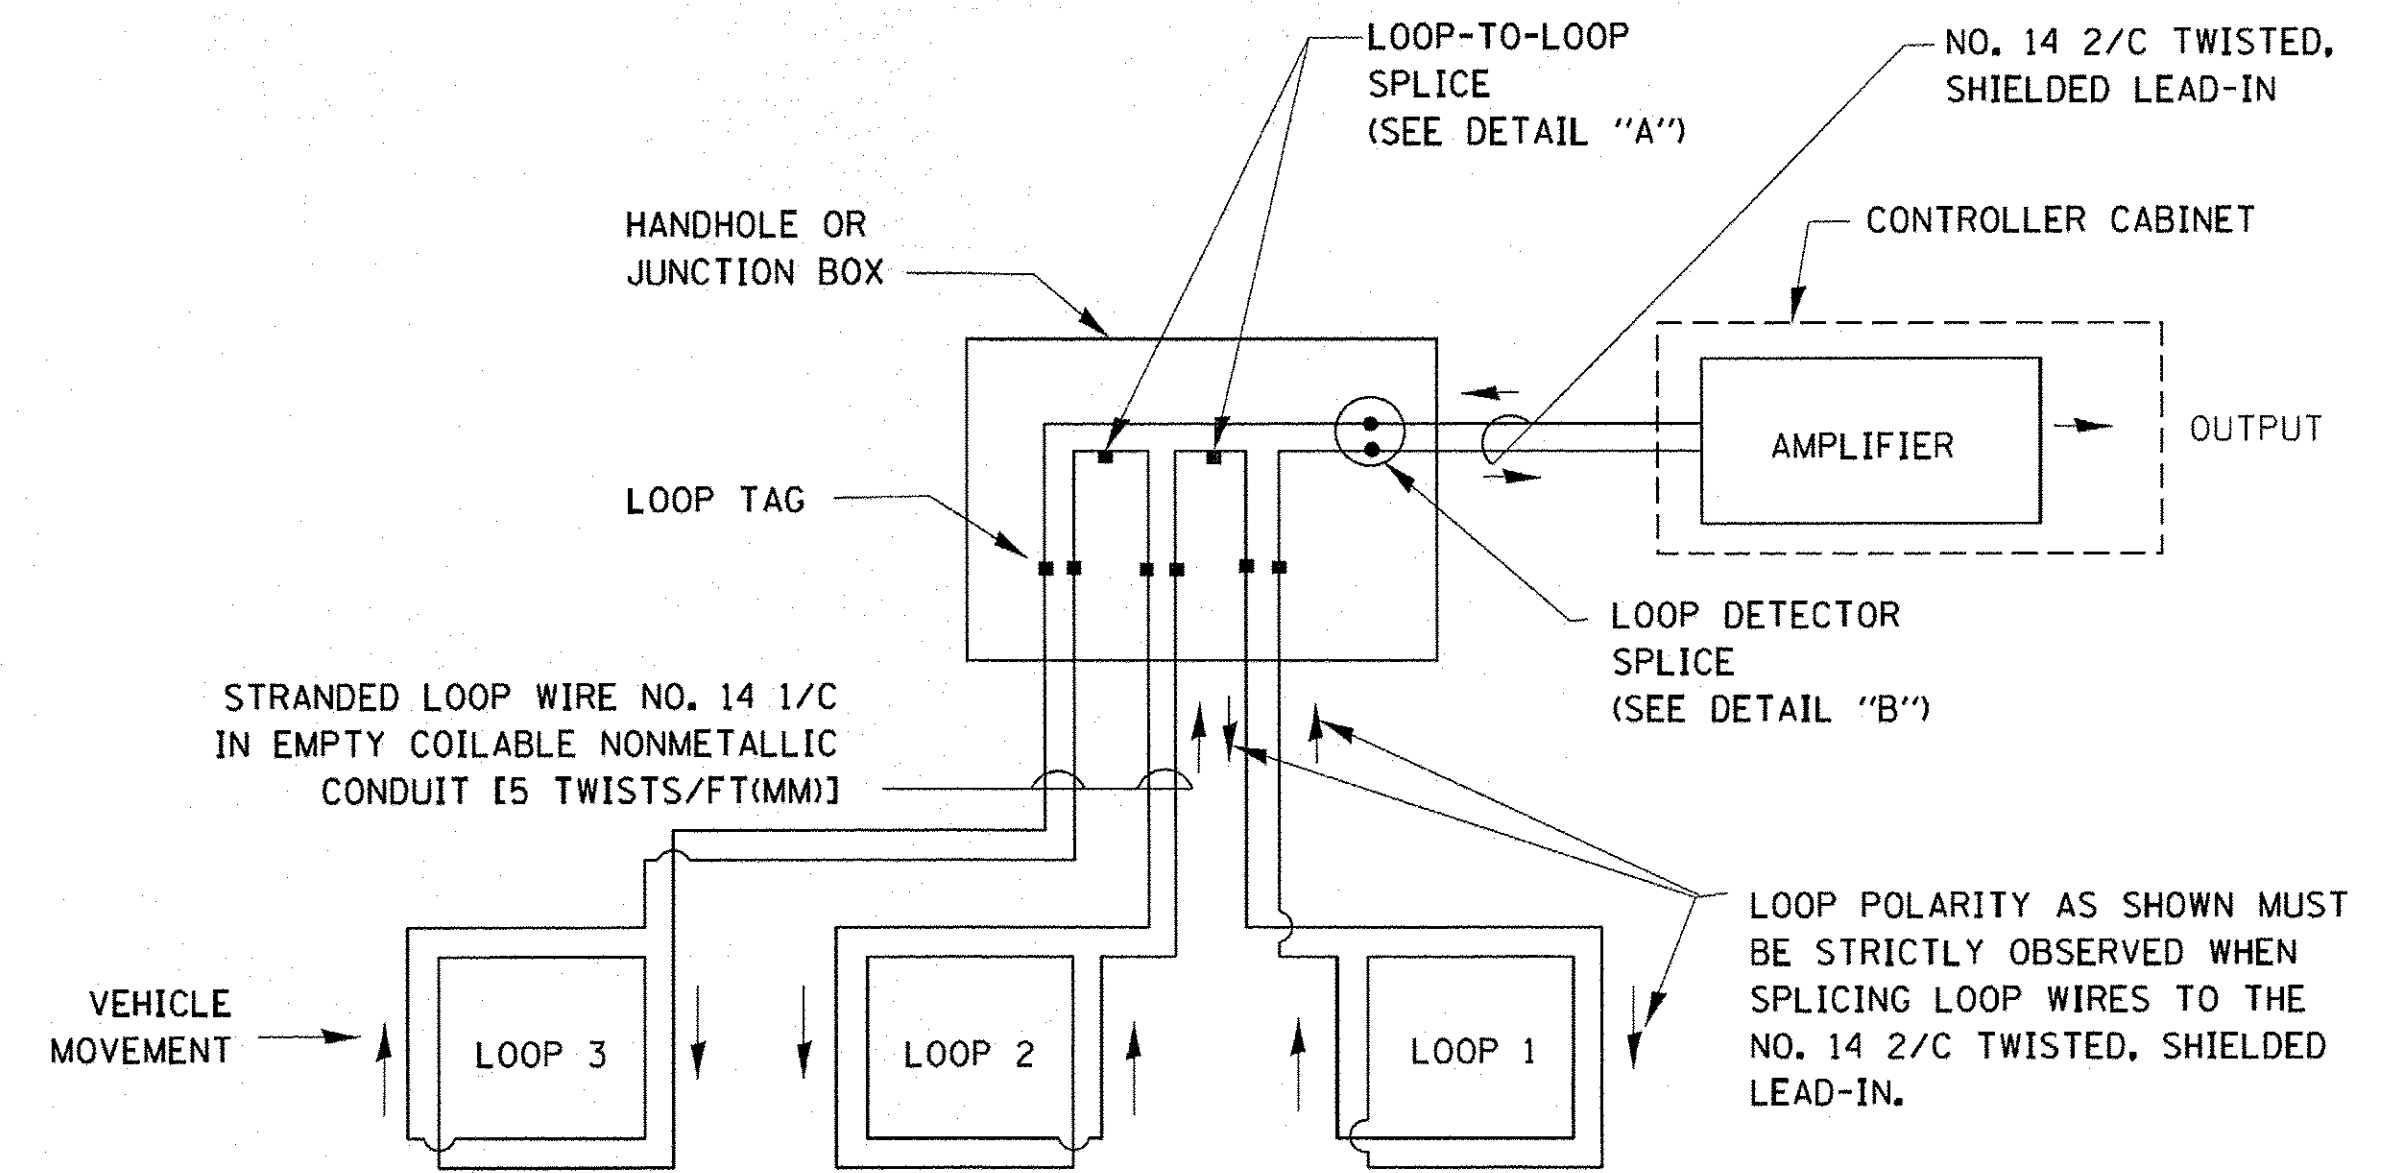 LOOP-TO-LOOP
SPLICE
(SEE DETAIL "A")
NO. 14 2/C TWISTED,
SHIELDED LEAD-IN
HANDHOLE OR
JUNCTION BOX
CONTROLLER CABINET
AMPLIFIER
OUTPUT
LOOP TAG
LOOP DETECTOR
SPLICE
(SEE DETAIL "B")
STRANDED LOOP WIRE NO. 14 1/C
IN EMPTY COILABLE NONMETALLIC
CONDUIT [5 TWISTS/FT(MM)]
LOOP POLARITY AS SHOWN MUST
BE STRICTLY OBSERVED WHEN
SPLICING LOOP WIRES TO THE
NO. 14 2/C TWISTED, SHIELDED
LEAD-IN.
VEHICLE
MOVEMENT
LOOP 3
LOOP 2
LOOP 1